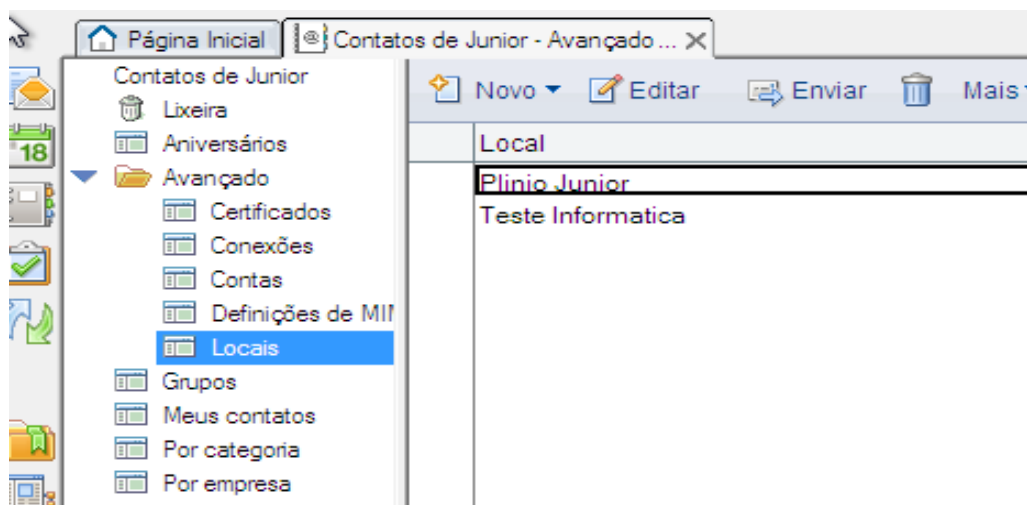 Página Inicial
Contatos de Junior - Avançado ...
Contatos de Junior
Lixeira
Aniversários
Avançado
Certificados
Conexões
Contas
Definições de
Locais
Grupos
Meus contatos
Por categoria
Por empresa
18
Novo
Editar
Enviar
Mais
Local
Plinio Junior
Teste Informatica